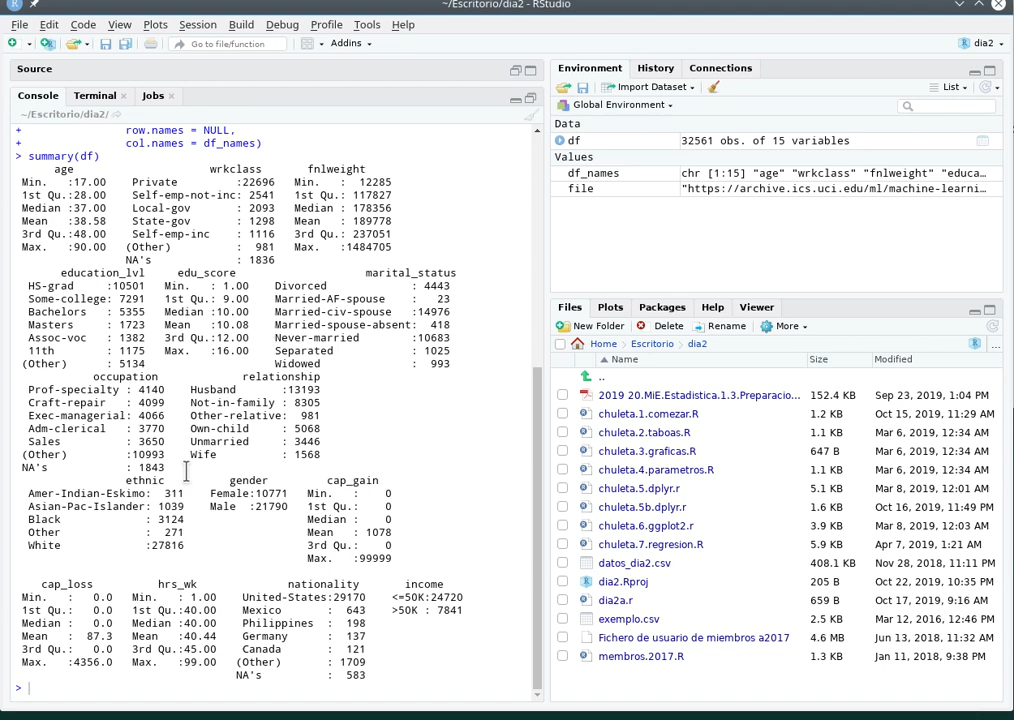 ~/Escritorio/dia2 - RStudio
File Edit Code View Plots Session Build Debug Profile Tools Help
Go to file/function Addins dia2
Source
Console Terminal Jobs
~/Escritorio/dia2/
+ row.names = NULL,
+ col.names = df_names)
> summary(df)
age wrkclass fnlweight
Min. :17.00 Private :22696 Min. : 12285
1st Qu.:28.00 Self-emp-not-inc: 2541 1st Qu.: 117827
Median :37.00 Local-gov : 2093 Median : 178356
Mean :38.58 State-gov : 1298 Mean : 189778
3rd Qu.:48.00 Self-emp-inc : 1116 3rd Qu.: 237051
Max. :90.00 (Other) : 981 Max. :1484705
NA's : 1836
education_lvl edu_score marital_status
HS-grad :10501 Min. : 1.00 Divorced : 4443
Some-college: 7291 1st Qu.: 9.00 Married-AF-spouse : 23
Bachelors : 5355 Median :10.00 Married-civ-spouse :14976
Masters : 1723 Mean :10.08 Married-spouse-absent: 418
Assoc-voc : 1382 3rd Qu.:12.00 Never-married :10683
11th : 1175 Max. :16.00 Separated : 1025
(Other) : 5134 Widowed : 993
occupation relationship
Prof-specialty : 4140 Husband :13193
Craft-repair : 4099 Not-in-family : 8305
Exec-managerial: 4066 Other-relative: 981
Adm-clerical : 3770 Own-child : 5068
Sales : 3650 Unmarried : 3446
(Other) :10993 Wife : 1568
NA's : 1843
ethnic gender cap_gain
Amer-Indian-Eskimo: 311 Female:10771 Min. : 0
Asian-Pac-Islander: 1039 Male :21790 1st Qu.: 0
Black : 3124 Median : 0
Other : 271 Mean : 1078
White :27816 3rd Qu.: 0
Max. :99999
cap_loss hrs_wk nationality income
Min. : 0.0 Min. : 1.00 United-States:29170 <=50K:24720
1st Qu.: 0.0 1st Qu.:40.00 Mexico : 643 >50K : 7841
Median : 0.0 Median :40.00 Philippines : 198
Mean : 87.3 Mean :40.44 Germany : 137
3rd Qu.: 0.0 3rd Qu.:45.00 Canada : 121
Max. :4356.0 Max. :99.00 (Other) : 1709
NA's : 583
>
Environment History Connections
Import Dataset List
Global Environment
Data
df 32561 obs. of 15 variables
Values
df_names chr [1:15] "age" "wrkclass" "fnlweight" "educa…
file "https://archive.ics.uci.edu/ml/machine-learni…
Files Plots Packages Help Viewer
New Folder Delete Rename More
Home Escritorio dia2 ...
Name Size Modified
..
2019 20.MiE.Estadistica.1.3.Preparacio... 152.4 KB Sep 23, 2019, 1:04 PM
chuleta.1.comezar.R 1.2 KB Oct 15, 2019, 11:29 AM
chuleta.2.taboas.R 1.1 KB Mar 6, 2019, 12:34 AM
chuleta.3.graficas.R 647 B Mar 6, 2019, 12:34 AM
chuleta.4.parametros.R 1.1 KB Mar 6, 2019, 12:34 AM
chuleta.5.dplyr.r 5.1 KB Mar 8, 2019, 12:01 AM
chuleta.5b.dplyr.r 1.6 KB Oct 16, 2019, 11:49 PM
chuleta.6.ggplot2.r 3.9 KB Mar 8, 2019, 12:03 AM
chuleta.7.regresion.R 5.9 KB Apr 7, 2019, 1:21 AM
datos_dia2.csv 408.1 KB Nov 28, 2018, 11:11 PM
dia2.Rproj 205 B Oct 22, 2019, 10:35 PM
dia2a.r 659 B Oct 17, 2019, 9:16 AM
exemplo.csv 2.5 KB Mar 12, 2016, 12:46 PM
Fichero de usuario de miembros a2017 4.6 MB Jun 13, 2018, 11:32 AM
membros.2017.R 1.3 KB Jan 11, 2018, 9:38 PM